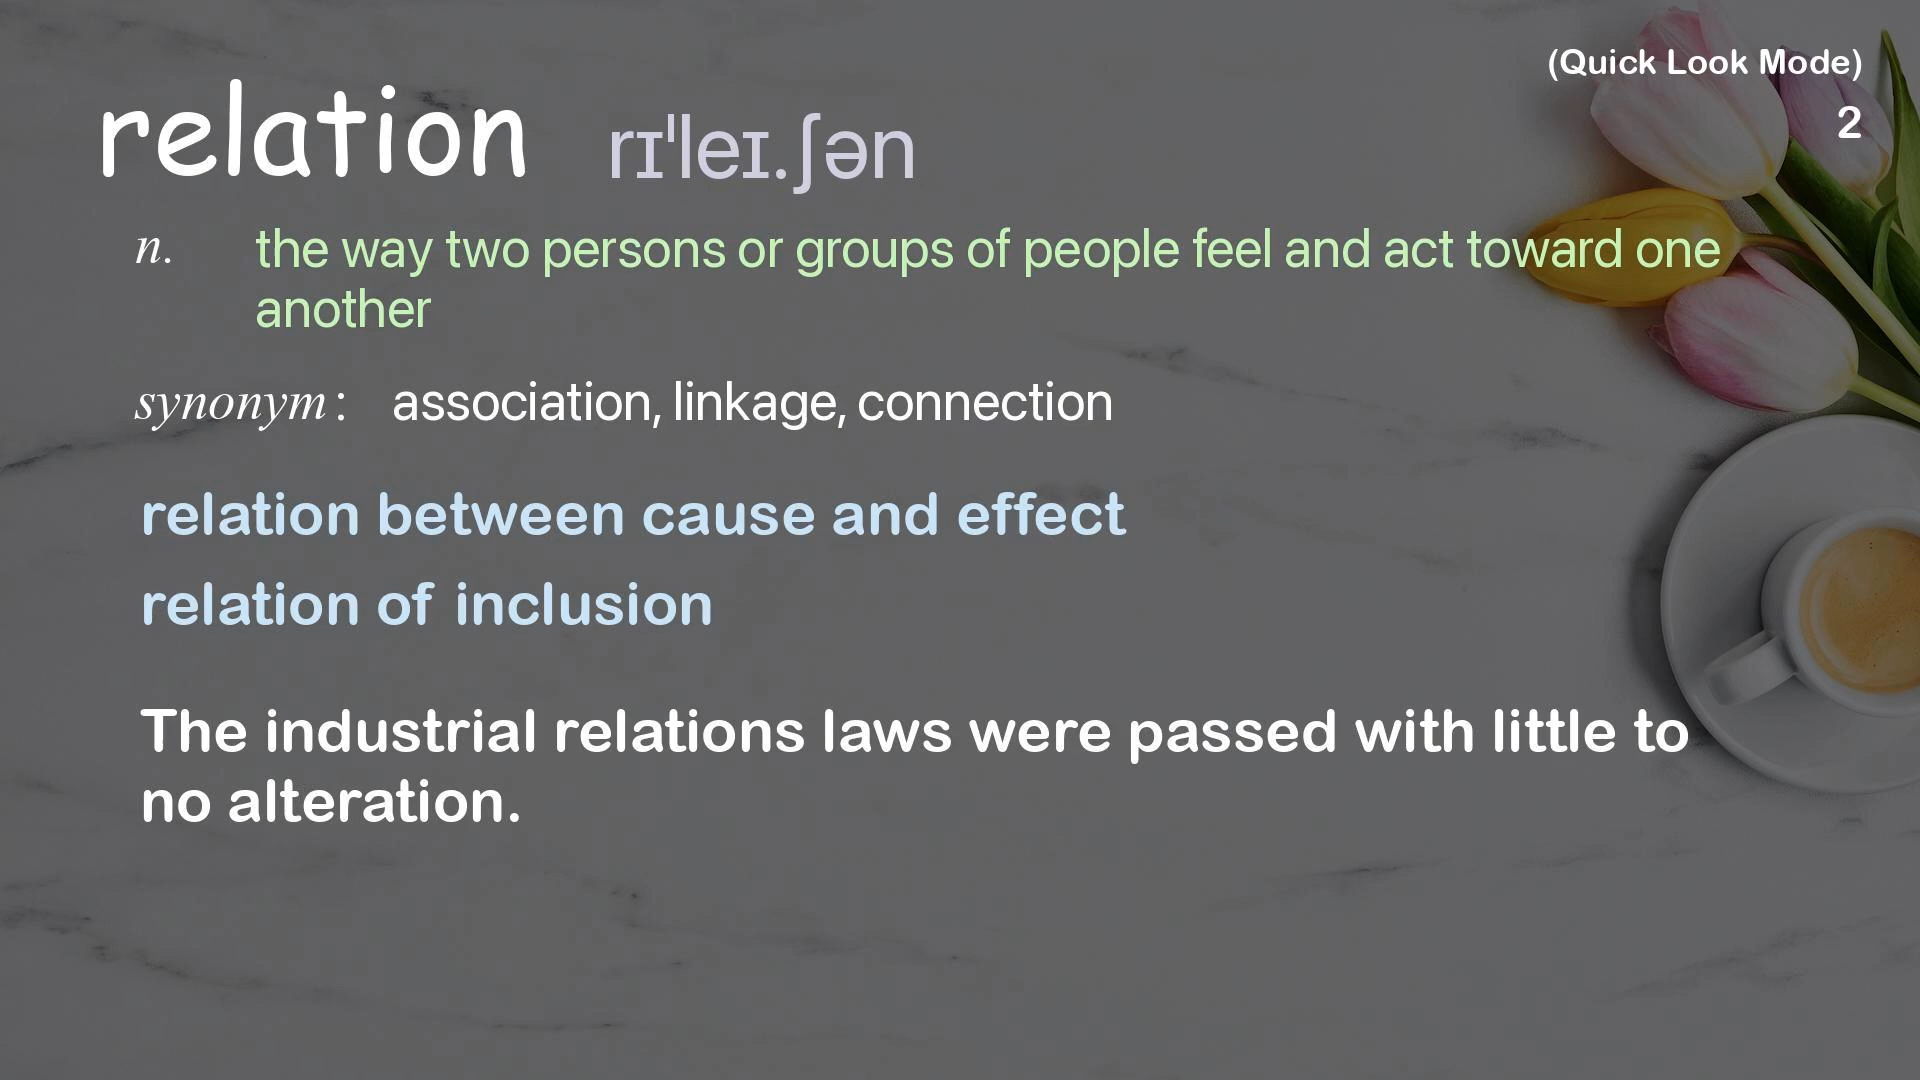 (Quick Look Mode)
2
relation rɪˈleɪ.ʃən
n. the way two persons or groups of people feel and act toward one
another
synonym: association, linkage, connection
relation between cause and effect
relation of inclusion
The industrial relations laws were passed with little to
no alteration.